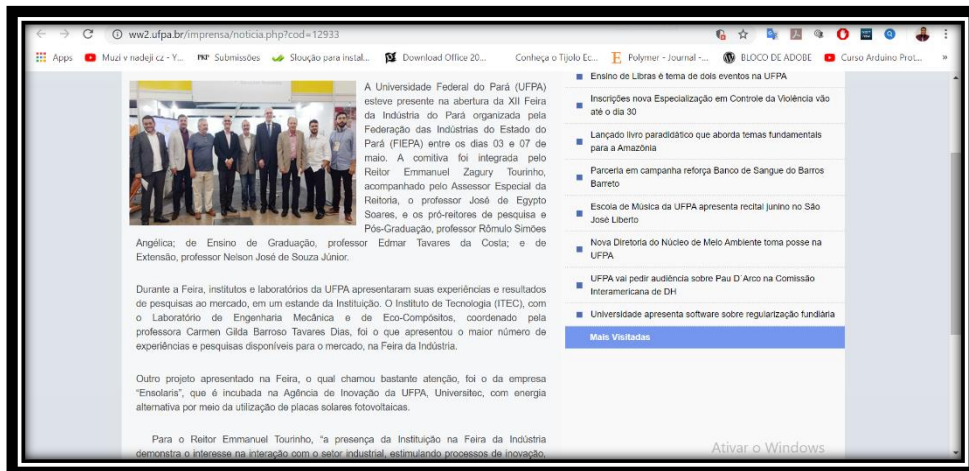 ww2.ufpa.br/imprensa/noticia.php?cod=12933
Apps Muzi v nadeji cz - Y... PKP Submissões Sloução para instal... Download Office 20... Conheça o Tijolo Ec... Polymer - Journal -... BLOCO DE ADOBE Curso Arduino Prot... »
A Universidade Federal do Pará (UFPA)
esteve presente na abertura da XII Feira
da Indústria do Pará organizada pela
Federação das Indústrias do Estado do
Pará (FIEPA) entre os dias 03 e 07 de
maio. A comitiva foi integrada pelo
Reitor Emmanuel Zagury Tourinho,
acompanhado pelo Assessor Especial da
Reitoria, o professor José de Egypto
Soares, e os pró-reitores de pesquisa e
Pós-Graduação, professor Rômulo Simões
Angélica; de Ensino de Graduação, professor Edmar Tavares da Costa; e de
Extensão, professor Nelson José de Souza Júnior.
Durante a Feira, institutos e laboratórios da UFPA apresentaram suas experiências e resultados
de pesquisas ao mercado, em um estande da Instituição. O Instituto de Tecnologia (ITEC), com
o Laboratório de Engenharia Mecânica e de Eco-Compósitos, coordenado pela
professora Carmen Gilda Barroso Tavares Dias, foi o que apresentou o maior número de
experiências e pesquisas disponíveis para o mercado, na Feira da Indústria.
Outro projeto apresentado na Feira, o qual chamou bastante atenção, foi o da empresa
“Ensolaris”, que é incubada na Agência de Inovação da UFPA, Universitec, com energia
alternativa por meio da utilização de placas solares fotovoltaicas.
Para o Reitor Emmanuel Tourinho, “a presença da Instituição na Feira da Indústria
demonstra o interesse na interação com o setor industrial, estimulando processos de inovação,
Ensino de Libras é tema de dois eventos na UFPA
Inscrições nova Especialização em Controle da Violência vão
até o dia 30
Lançado livro paradidático que aborda temas fundamentais
para a Amazônia
Parceria em campanha reforça Banco de Sangue do Barros
Barreto
Escola de Música da UFPA apresenta recital junino no São
José Liberto
Nova Diretoria do Núcleo de Meio Ambiente toma posse na
UFPA
UFPA vai pedir audiência sobre Pau D´Arco na Comissão
Interamericana de DH
Universidade apresenta software sobre regularização fundiária
Mais Visitadas
Ativar o Windows